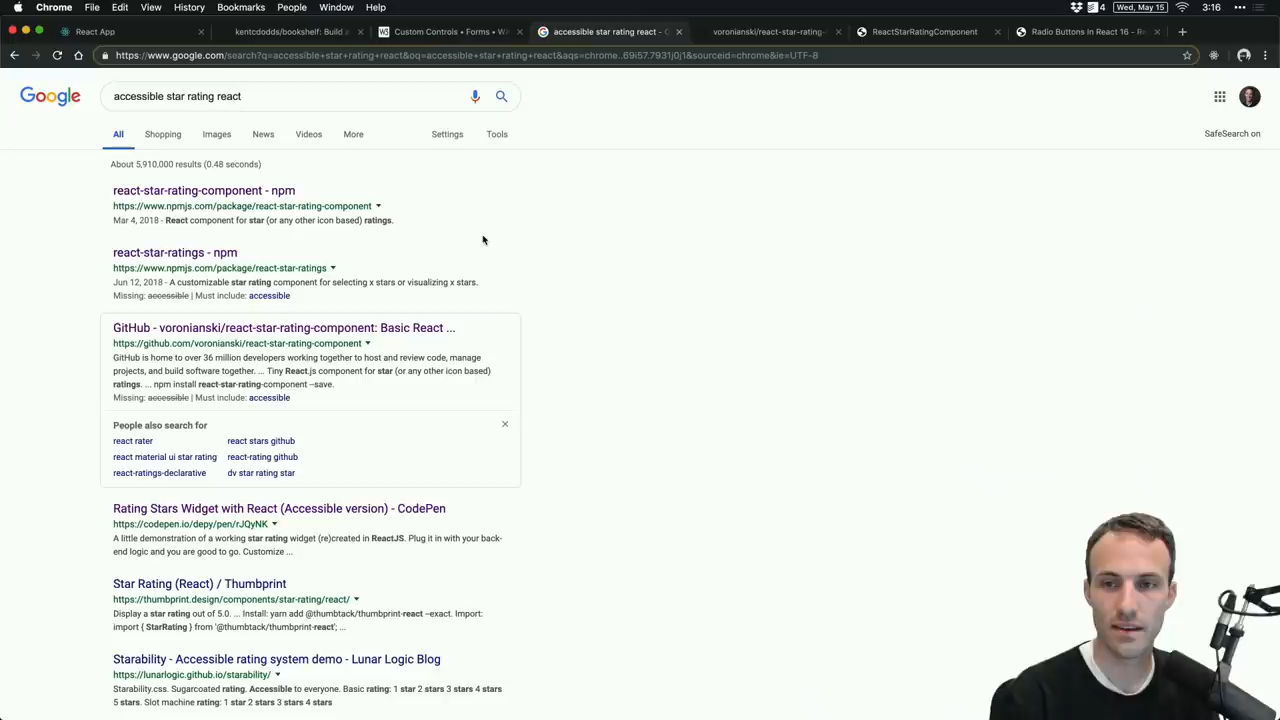 Chrome File Edit View History Bookmarks People Window Help 4 Wed, May 15 3:16
React App kentcdodds/bookshelf: Build a W3 Custom Controls • Forms • WA accessible star rating react - G voronianski/react-star-rating- ReactStarRatingComponent Radio Buttons In React 16 - Re
https://www.google.com/search?q=accessible+star+rating+react&oq=accessible+star+rating+react&aqs=chrome..69i57.7931j0j1&sourceid=chrome&ie=UTF-8
Google accessible star rating react
All Shopping Images News Videos More Settings Tools SafeSearch on
About 5,910,000 results (0.48 seconds)
react-star-rating-component - npm
https://www.npmjs.com/package/react-star-rating-component
Mar 4, 2018 - React component for star (or any other icon based) ratings.
react-star-ratings - npm
https://www.npmjs.com/package/react-star-ratings
Jun 12, 2018 - A customizable star rating component for selecting x stars or visualizing x stars.
Missing: accessible | Must include: accessible
GitHub - voronianski/react-star-rating-component: Basic React ...
https://github.com/voronianski/react-star-rating-component
GitHub is home to over 36 million developers working together to host and review code, manage
projects, and build software together. ... Tiny React.js component for star (or any other icon based)
ratings. ... npm install react-star-rating-component --save.
Missing: accessible | Must include: accessible
People also search for
react rater react stars github
react material ui star rating react-rating github
react-ratings-declarative dv star rating star
Rating Stars Widget with React (Accessible version) - CodePen
https://codepen.io/depy/pen/rJQyNK
A little demonstration of a working star rating widget (re)created in ReactJS. Plug it in with your back-
end logic and you are good to go. Customize ...
Star Rating (React) / Thumbprint
https://thumbprint.design/components/star-rating/react/
Display a star rating out of 5.0. ... Install: yarn add @thumbtack/thumbprint-react --exact. Import:
import { StarRating } from '@thumbtack/thumbprint-react'; ...
Starability - Accessible rating system demo - Lunar Logic Blog
https://lunarlogic.github.io/starability/
Starability.css. Sugarcoated rating. Accessible to everyone. Basic rating: 1 star 2 stars 3 stars 4 stars
5 stars. Slot machine rating: 1 star 2 stars 3 stars 4 stars